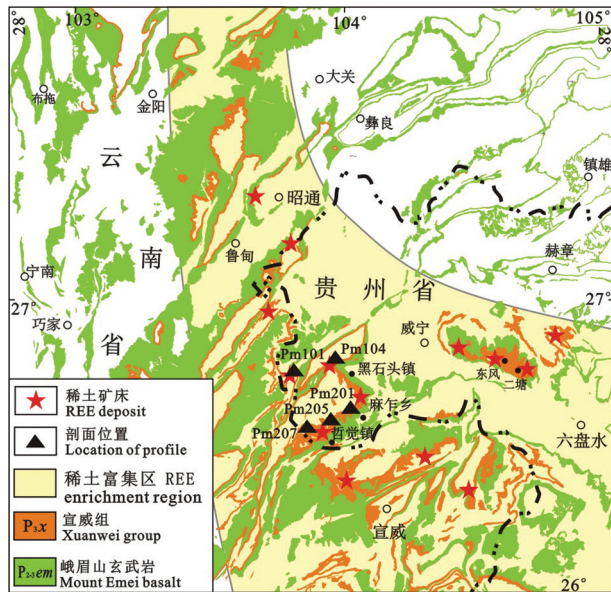 103°
104°
105°
28°
28°
大关
布拖
金阳
彝良
云
镇雄
昭通
鲁甸
赫章
宁南
南
贵州省
27°
27°
巧家
威宁
省
Pm101
Pm104
黑石头镇
东风
二塘
Pm201
麻乍乡
Pm205
Pm207
哲觉镇
六盘水
宣威
26°
稀土矿床
REE deposit
剖面位置
Location of profile
稀土富集区 REE
enrichment region
P₃x
宣威组
Xuanwei group
P₂₋₃em
峨眉山玄武岩
Mount Emei basalt